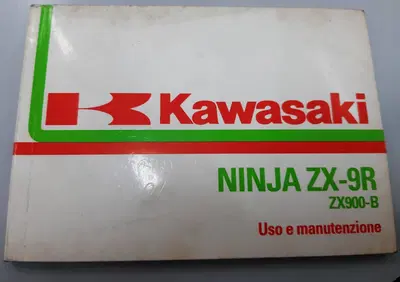 Kawasaki
NINJA ZX-9R
ZX900-B
Uso e manutenzione